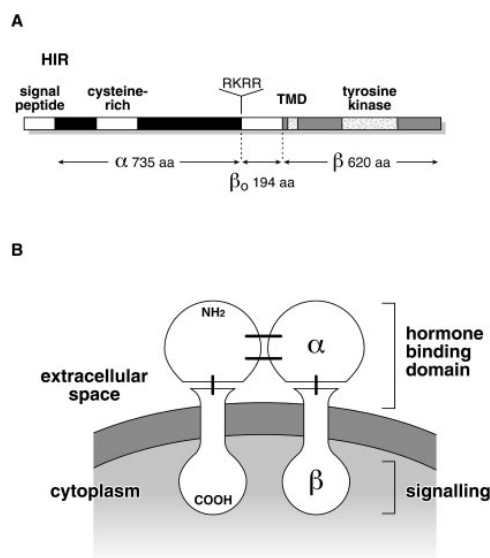 A
HIR
signal peptide
cysteine-rich
RKRR
TMD
tyrosine kinase
α 735 aa
β₀ 194 aa
β 620 aa
B
NH₂
α
hormone binding domain
extracellular space
cytoplasm
COOH
β
signalling